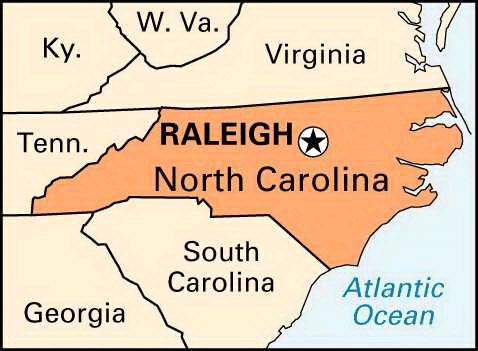 W. Va.
Ky.
Virginia
Tenn.
RALEIGH
North Carolina
South
Carolina
Georgia
Atlantic
Ocean